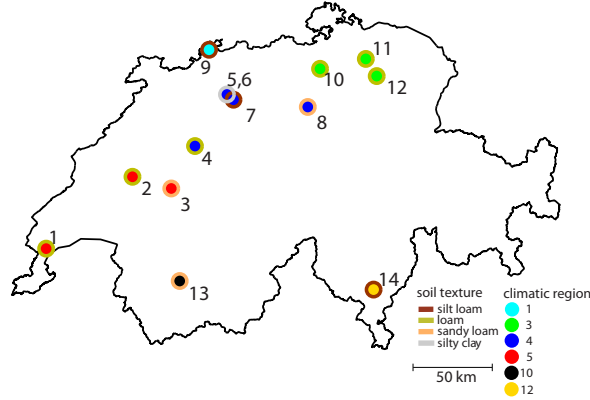 11
5,6
9
10
12
7
8
4
2
3
1
14
13
soil texture
silt loam
loam
sandy loam
silty clay
50 km
climatic region
1
3
4
5
10
12